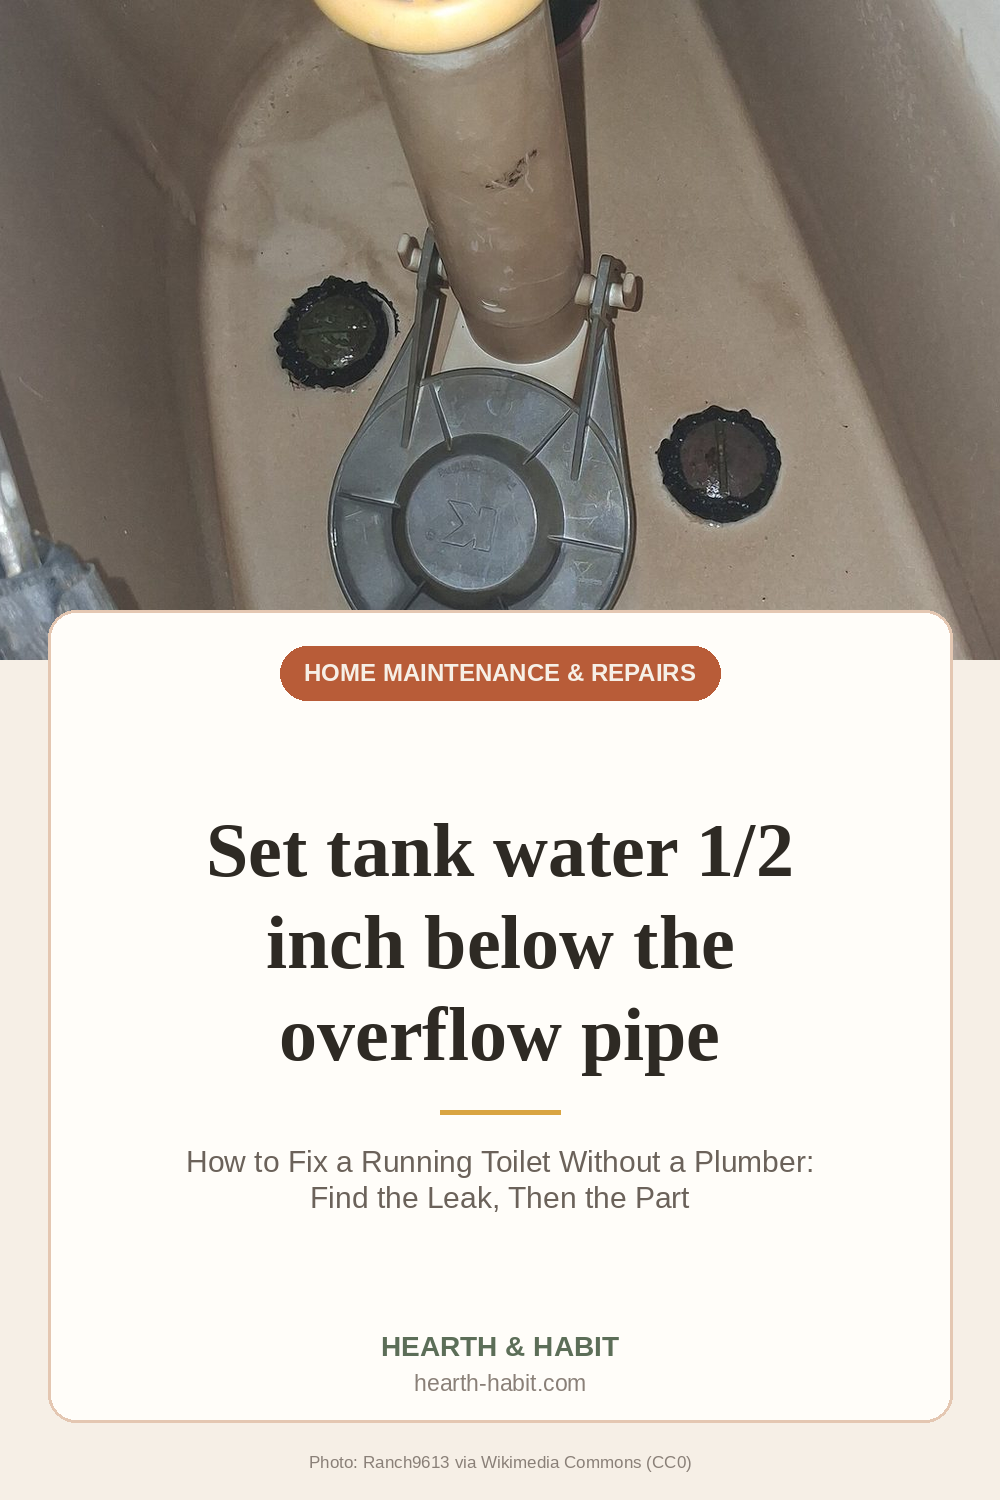 HOME MAINTENANCE & REPAIRS
Set tank water 1/2
inch below the
overflow pipe
How to Fix a Running Toilet Without a Plumber:
Find the Leak, Then the Part
HEARTH & HABIT
hearth-habit.com
Photo: Ranch9613 via Wikimedia Commons (CC0)